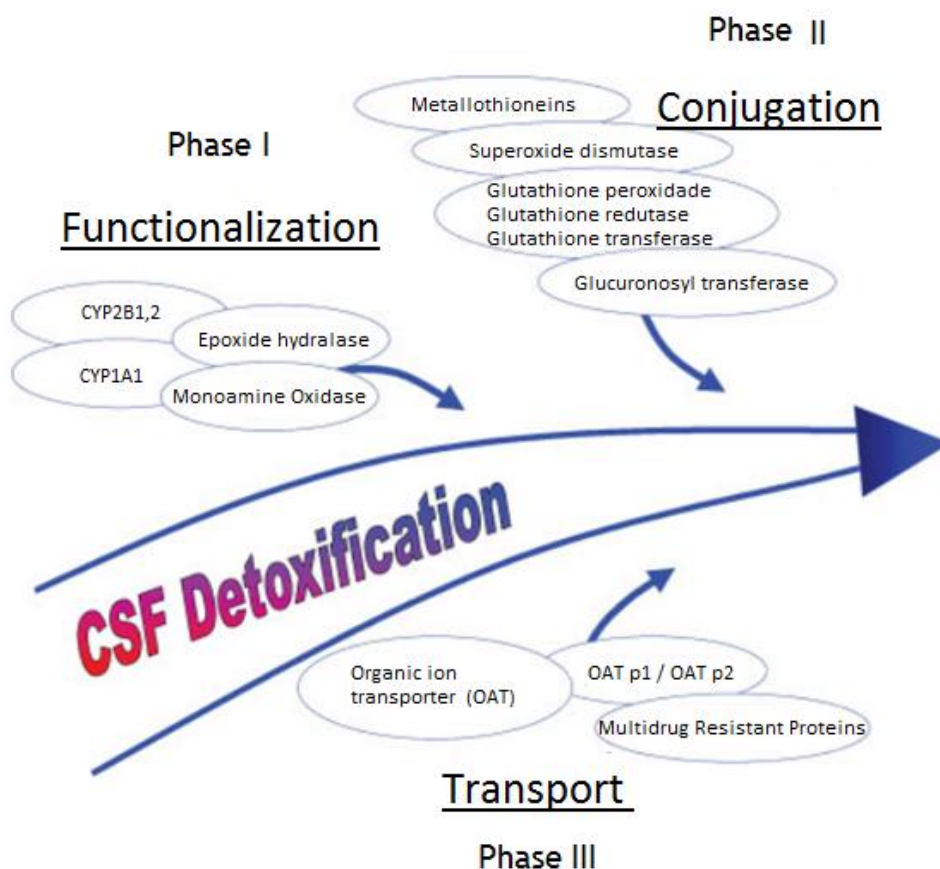 Phase I
Functionalization
CYP2B1,2
Epoxide hydralase
CYP1A1
Monoamine Oxidase
Phase II
Conjugation
Metallothioneins
Superoxide dismutase
Glutathione peroxidade
Glutathione redutase
Glutathione transferase
Glucuronosyl transferase
CSF Detoxification
Organic ion
transporter (OAT)
OAT p1 / OAT p2
Multidrug Resistant Proteins
Transport
Phase III